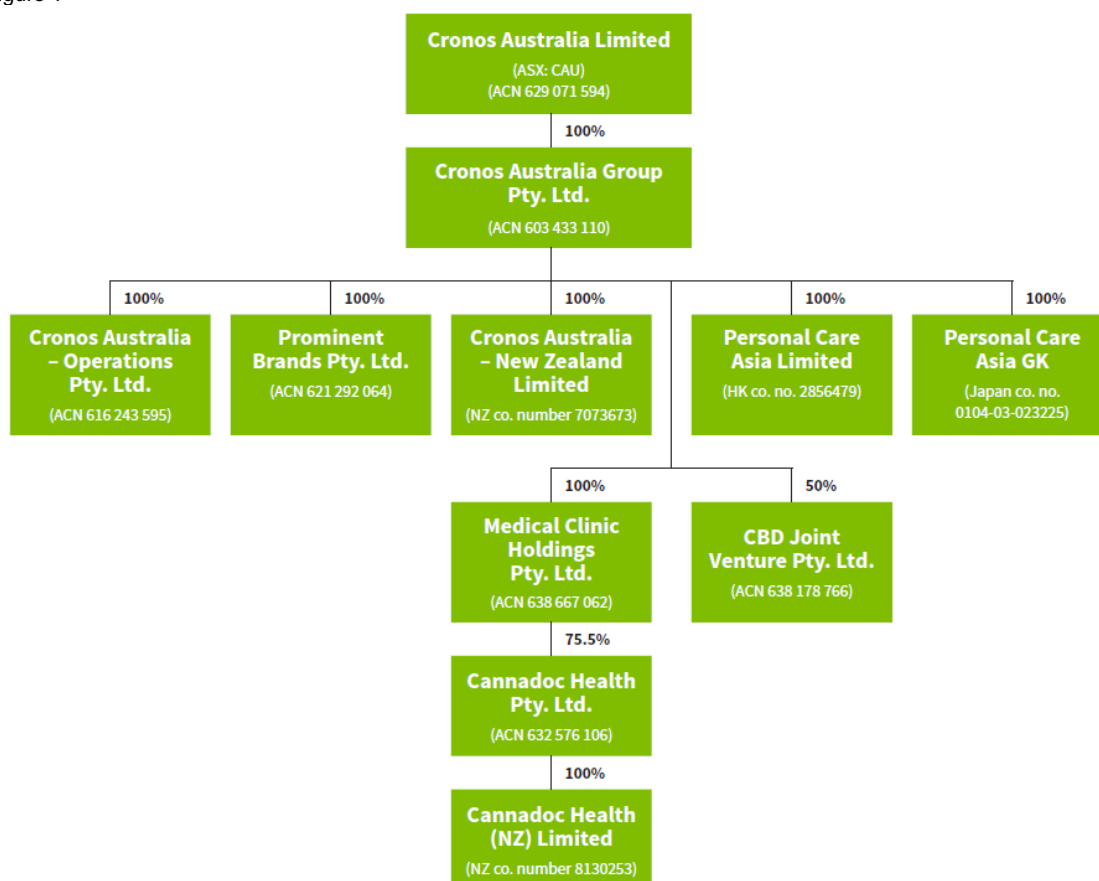 Cronos Australia Limited
(ASX: CAU)
(ACN 629 071 594)
100%
Cronos Australia Group
Pty. Ltd.
(ACN 603 433 110)
100%
Cronos Australia
– Operations
Pty. Ltd.
(ACN 616 243 595)
100%
Prominent
Brands Pty. Ltd.
(ACN 621 292 064)
100%
Cronos Australia
– New Zealand
Limited
(NZ co. number 7073673)
100%
Personal Care
Asia Limited
(HK co. no. 2856479)
100%
Personal Care
Asia GK
(Japan co. no.
0104-03-023225)
100%
Medical Clinic
Holdings
Pty. Ltd.
(ACN 638 667 062)
50%
CBD Joint
Venture Pty. Ltd.
(ACN 638 178 766)
75.5%
Cannadoc Health
Pty. Ltd.
(ACN 632 576 106)
100%
Cannadoc Health
(NZ) Limited
(NZ co. number 8130253)